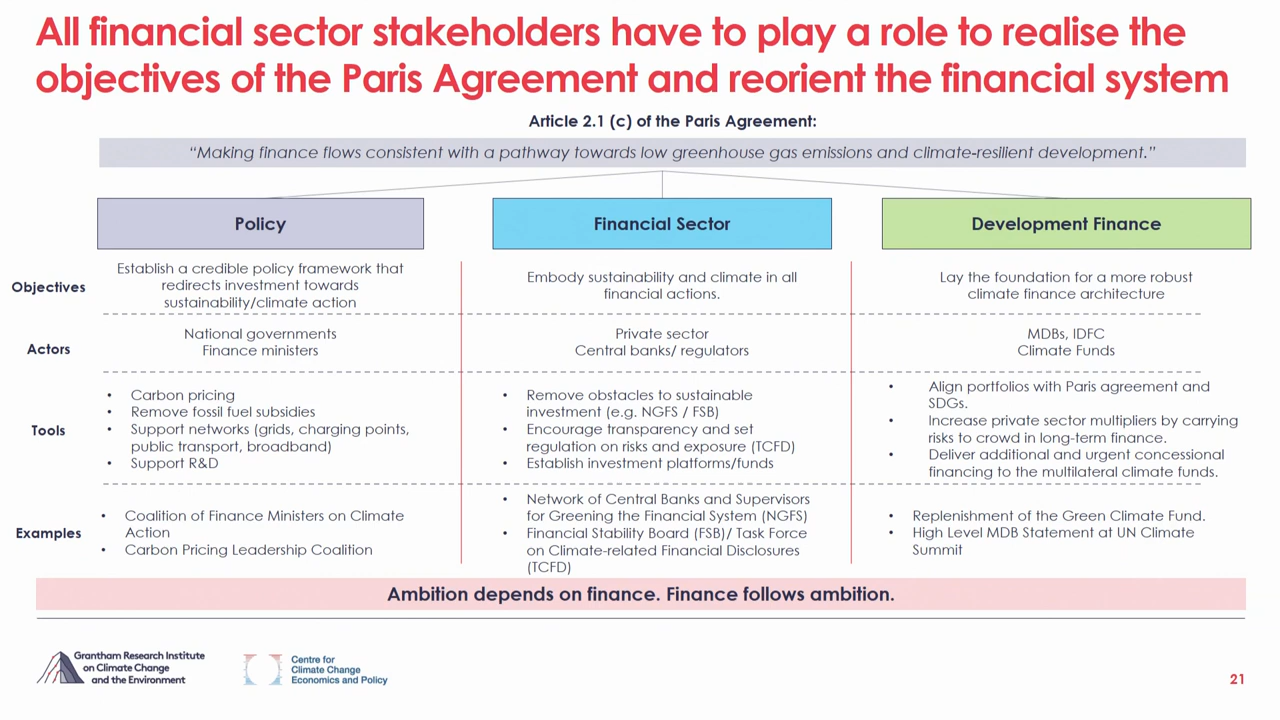 All financial sector stakeholders have to play a role to realise the
objectives of the Paris Agreement and reorient the financial system
Article 2.1 (c) of the Paris Agreement:
“Making finance flows consistent with a pathway towards low greenhouse gas emissions and climate-resilient development.”
Policy
Financial Sector
Development Finance
Objectives
Establish a credible policy framework that
redirects investment towards
sustainability/climate action
Embody sustainability and climate in all
financial actions.
Lay the foundation for a more robust
climate finance architecture
Actors
National governments
Finance ministers
Private sector
Central banks/ regulators
MDBs, IDFC
Climate Funds
Tools
• Carbon pricing
• Remove fossil fuel subsidies
• Support networks (grids, charging points,
public transport, broadband)
• Support R&D
• Remove obstacles to sustainable
investment (e.g. NGFS / FSB)
• Encourage transparency and set
regulation on risks and exposure (TCFD)
• Establish investment platforms/funds
• Align portfolios with Paris agreement and
SDGs.
• Increase private sector multipliers by carrying
risks to crowd in long-term finance.
• Deliver additional and urgent concessional
financing to the multilateral climate funds.
Examples
• Coalition of Finance Ministers on Climate
Action
• Carbon Pricing Leadership Coalition
• Network of Central Banks and Supervisors
for Greening the Financial System (NGFS)
• Financial Stability Board (FSB)/ Task Force
on Climate-related Financial Disclosures
(TCFD)
• Replenishment of the Green Climate Fund.
• High Level MDB Statement at UN Climate
Summit
Ambition depends on finance. Finance follows ambition.
Grantham Research Institute
on Climate Change
and the Environment
Centre for
Climate Change
Economics and Policy
21